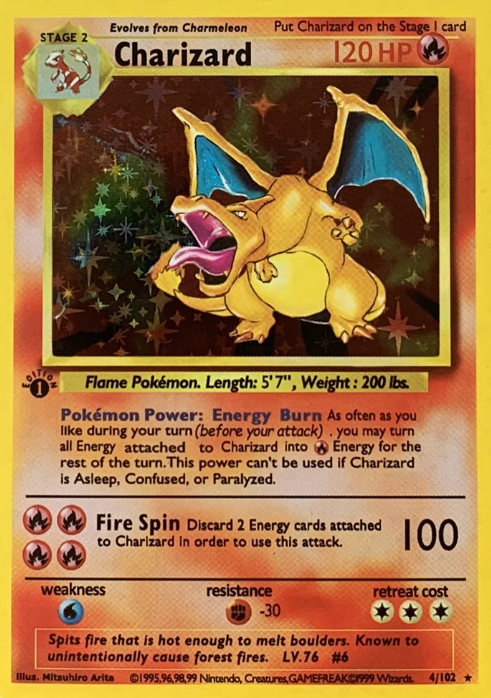 Evolves from Charmeleon Put Charizard on the Stage 1 card
STAGE 2
Charizard 120 HP
EDITION
1
Flame Pokémon. Length: 5'7", Weight: 200 lbs.
Pokémon Power: Energy Burn As often as you
like during your turn (before your attack), you may turn
all Energy attached to Charizard into Energy for the
rest of the turn. This power can't be used if Charizard
is Asleep, Confused, or Paralyzed.
Fire Spin Discard 2 Energy cards attached
to Charizard in order to use this attack.
100
weakness resistance retreat cost
-30
Spits fire that is hot enough to melt boulders. Known to
unintentionally cause forest fires. LV.76 #6
Illus. Mitsuhiro Arita ©1995,96,98,99 Nintendo, Creatures,GAMEFREAK.©1999 Wizards. 4/102 ★